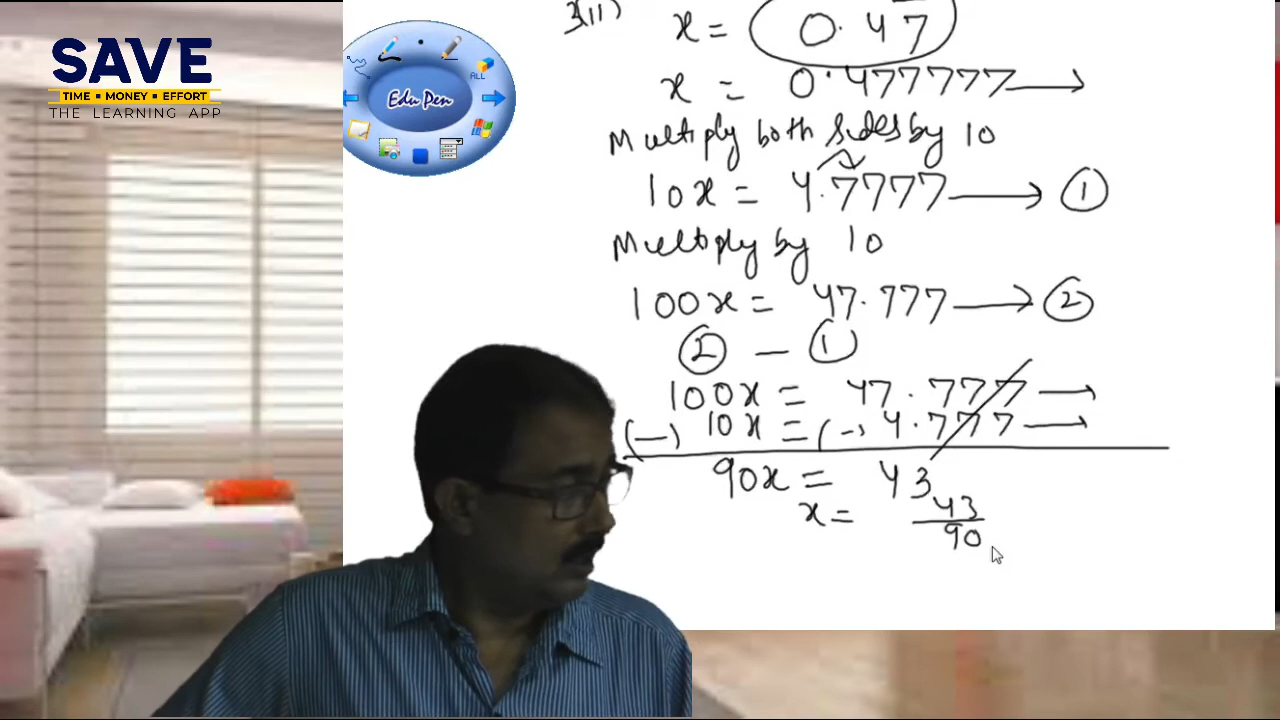 SAVE
TIME ▪ MONEY ▪ EFFORT
THE LEARNING APP
Edu Pen
ALL
3(ii) x = 0.47̅
x = 0.477777 →
Multiply both sides by 10
10x = 4.7777 → ①
Multiply by 10
100x = 47.777 → ②
② − ①
100x = 47.777 →
(−) 10x = (−) 4.777 →
90x = 43
x = 43/90